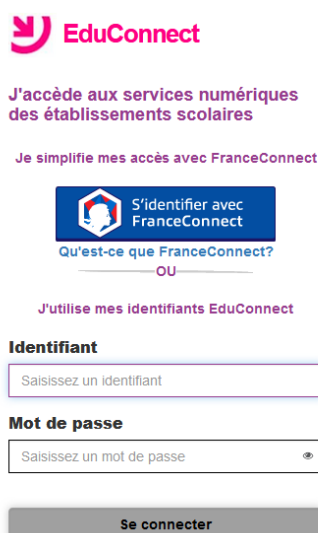 EduConnect
J'accède aux services numériques
des établissements scolaires
Je simplifie mes accès avec FranceConnect
S'identifier avec
FranceConnect
Qu'est-ce que FranceConnect?
OU
J'utilise mes identifiants EduConnect
Identifiant
Saisissez un identifiant
Mot de passe
Saisissez un mot de passe
Se connecter